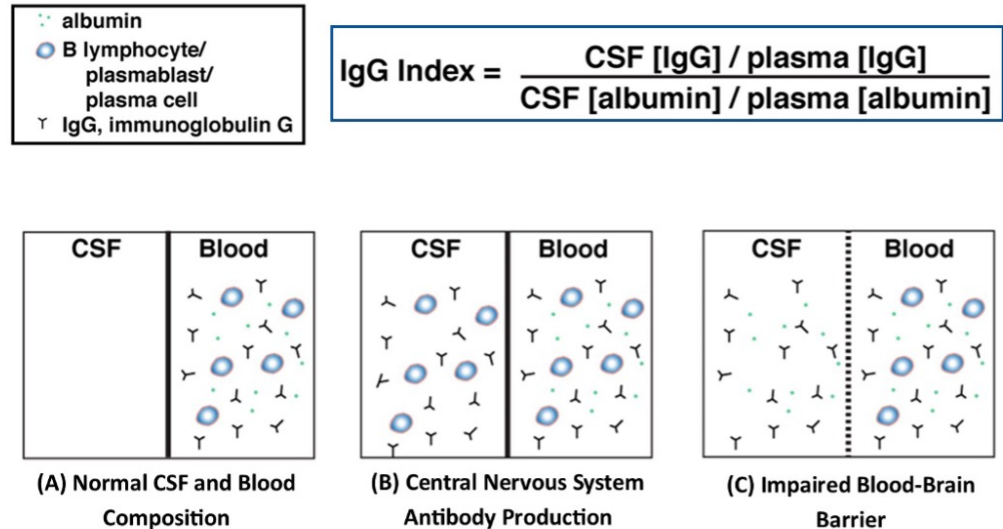 albumin
B lymphocyte/
plasmablast/
plasma cell
IgG, immunoglobulin G
IgG Index = CSF [IgG] / plasma [IgG]
CSF [albumin] / plasma [albumin]
CSF Blood
CSF Blood
CSF Blood
(A) Normal CSF and Blood
Composition
(B) Central Nervous System
Antibody Production
(C) Impaired Blood-Brain
Barrier